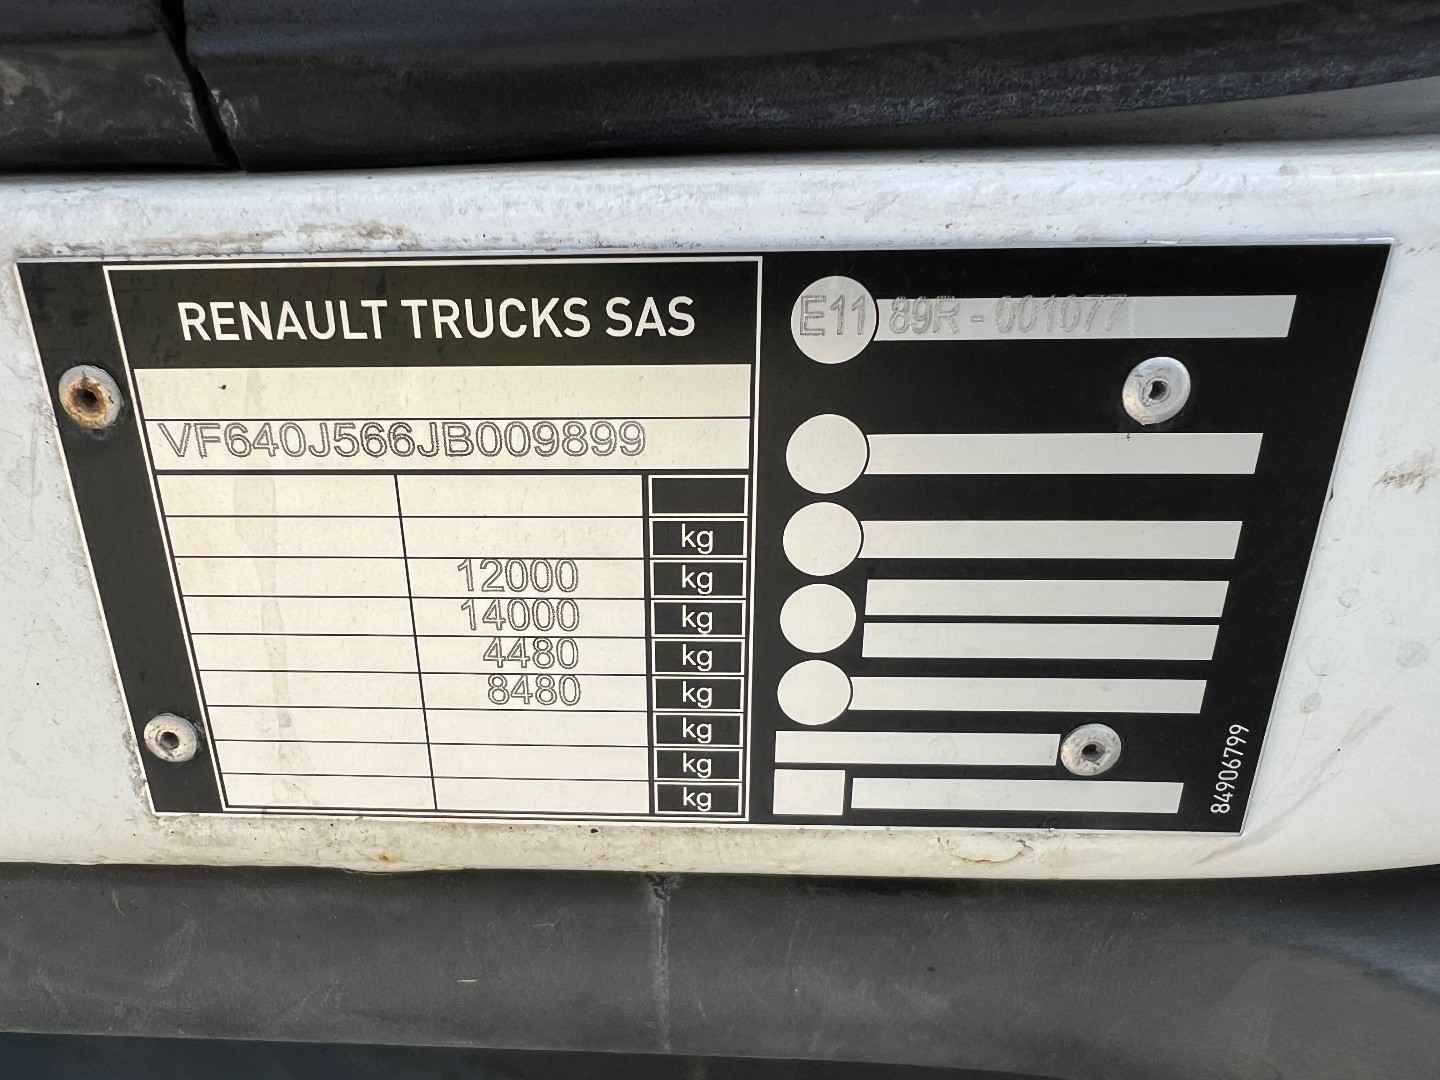 RENAULT TRUCKS SAS
VF640J566JB009899
kg
12000 kg
14000 kg
4480 kg
8480 kg
kg
kg
kg
E11 89R - 001077
84906799